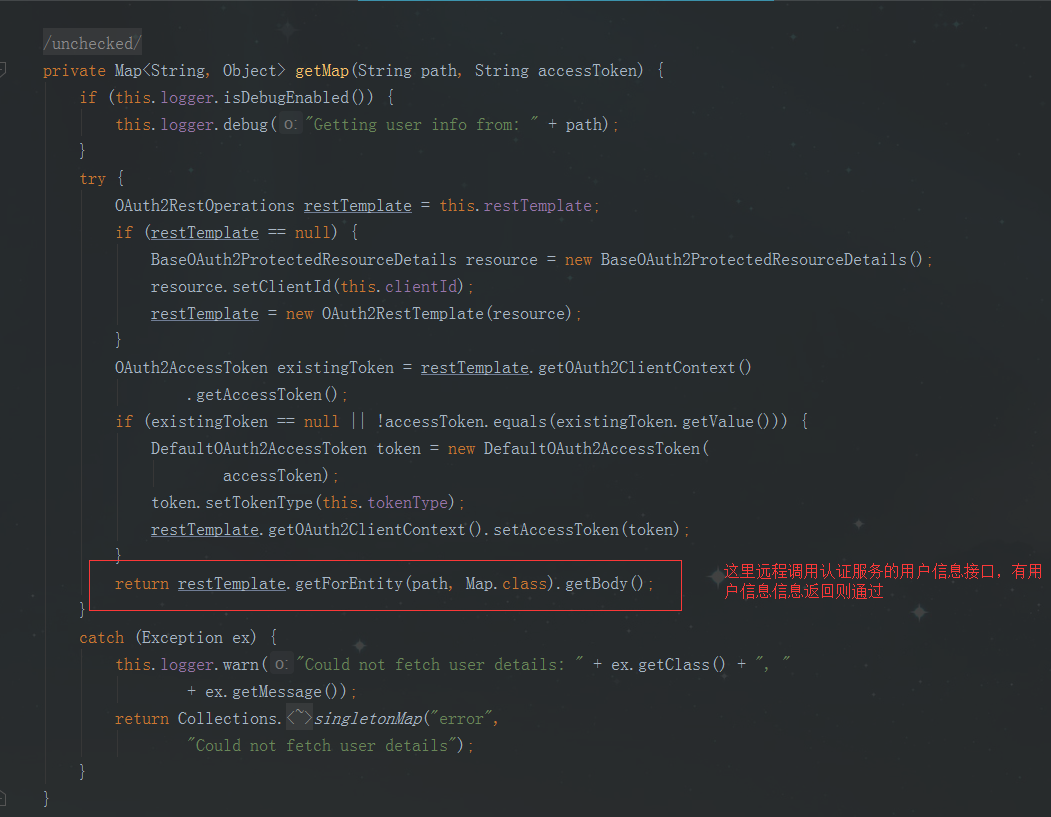 /unchecked/
private Map<String, Object> getMap(String path, String accessToken) {
if (this.logger.isDebugEnabled()) {
this.logger.debug( o: "Getting user info from: " + path);
}
try {
OAuth2RestOperations restTemplate = this.restTemplate;
if (restTemplate == null) {
BaseOAuth2ProtectedResourceDetails resource = new BaseOAuth2ProtectedResourceDetails();
resource.setClientId(this.clientId);
restTemplate = new OAuth2RestTemplate(resource);
}
OAuth2AccessToken existingToken = restTemplate.getOAuth2ClientContext()
.getAccessToken();
if (existingToken == null || !accessToken.equals(existingToken.getValue())) {
DefaultOAuth2AccessToken token = new DefaultOAuth2AccessToken(
accessToken);
token.setTokenType(this.tokenType);
restTemplate.getOAuth2ClientContext().setAccessToken(token);
}
return restTemplate.getForEntity(path, Map.class).getBody();
这里远程调用认证服务的用户信息接口，有用
户信息信息返回则通过
}
catch (Exception ex) {
this.logger.warn( o: "Could not fetch user details: " + ex.getClass() + ", "
+ ex.getMessage());
return Collections.<~>singletonMap("error",
"Could not fetch user details");
}
}